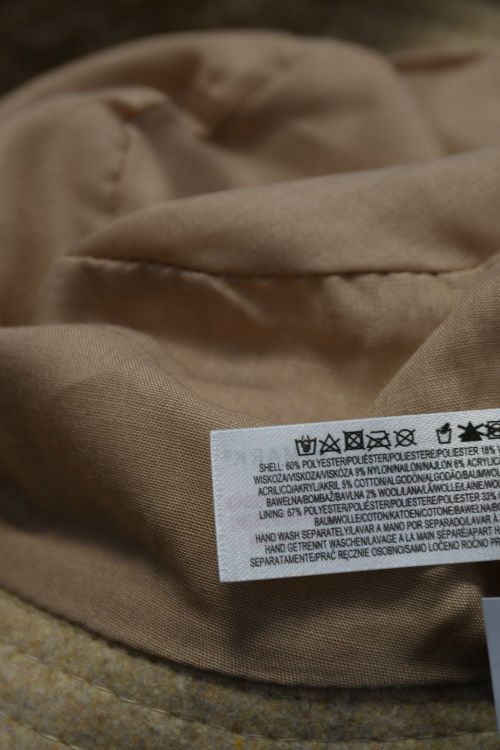 SHELL: 60% POLYESTER/POLIÉSTER/POLIESTERE/POLIESTER 18%
WISKOZA/VISKÓZA/VISKÓZA 9% NYLON/NAILON/NAJLON 6% ACRYLIC/
ACRILICO/AKRYL/AKRIL 5% COTTON/ALGODÓN/ALGODÃO/BAUMWO
BAWEŁNA/BOMBAŽ/BAVLNA 2% WOOL/LANA/LÃ/WOLLE/LAINE/WO
LINING: 67% POLYESTER/POLIÉSTER/POLIESTERE/POLIESTER 33%
BAUMWOLLE/COTON/KATOEN/COTONE/BAWEŁNA/BO
HAND WASH SEPARATELY/LAVAR A MANO POR SEPARADO/LAVAR À
HAND GETRENNT WASCHEN/LAVAGE A LA MAIN SÉPARÉ/APART
SEPARATAMENTE/PRAĆ RĘCZNIE OSOBNO/SAMO LOČENO ROČNO PR